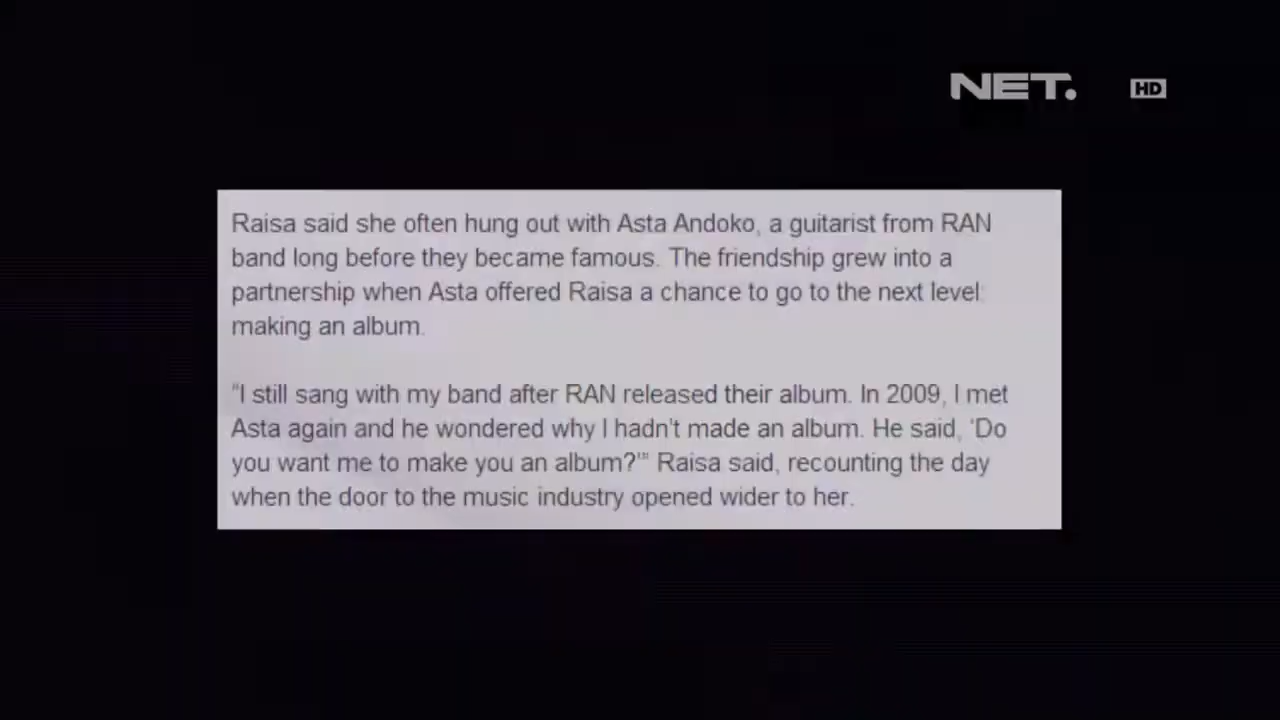 NET.
HD
Raisa said she often hung out with Asta Andoko, a guitarist from RAN
band long before they became famous. The friendship grew into a
partnership when Asta offered Raisa a chance to go to the next level:
making an album.
"I still sang with my band after RAN released their album. In 2009, I met
Asta again and he wondered why I hadn't made an album. He said, 'Do
you want me to make you an album?'" Raisa said, recounting the day
when the door to the music industry opened wider to her.